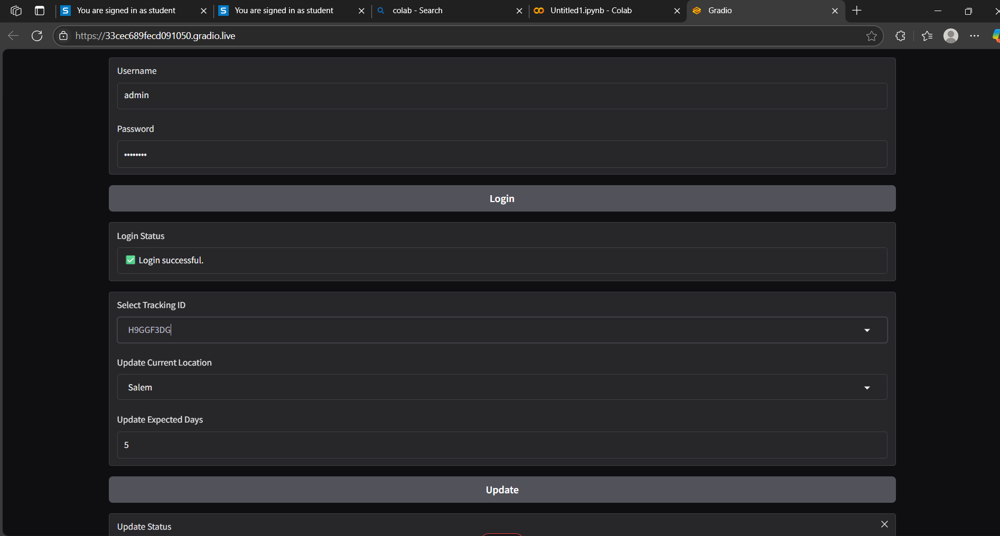 You are signed in as student
You are signed in as student
colab - Search
Untitled1.ipynb - Colab
Gradio
https://33cec689fecd091050.gradio.live
Username
admin
Password
••••••••
Login
Login Status
✅ Login successful.
Select Tracking ID
H9GGF3DG
Update Current Location
Salem
Update Expected Days
5
Update
Update Status